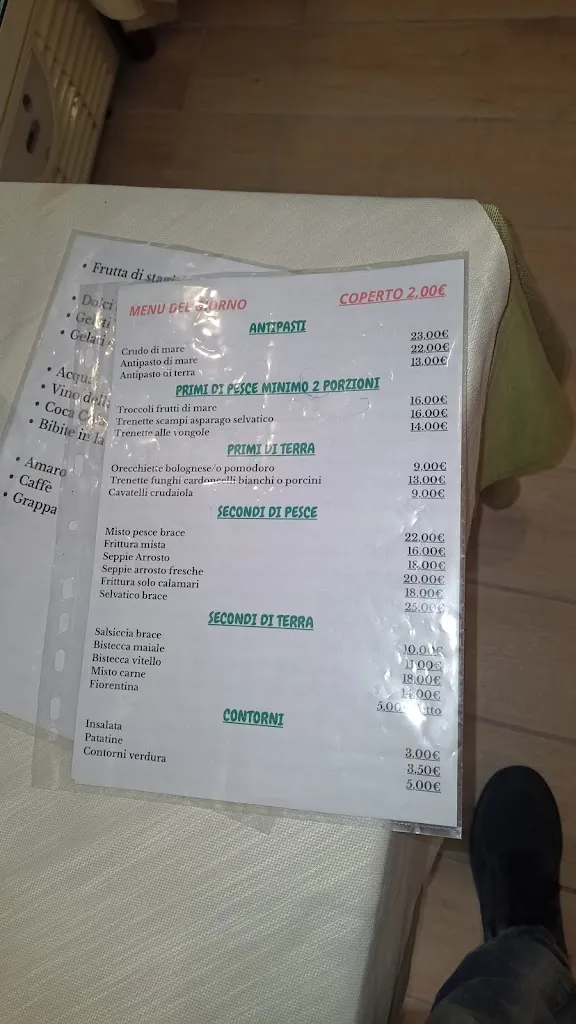 • Frutta di
• Dolci
• Gelati
• Gelati
• Acqua
• Vino della
• Coca
• Bibite in la
• Amaro
• Caffè
• Grappa
MENU DEL GIORNO COPERTO 2,00€
ANTIPASTI
Crudo di mare 23,00€
Antipasto di mare 22,00€
Antipasto di terra 13,00€
PRIMI DI PESCE MINIMO 2 PORZIONI
Troccoli frutti di mare 16,00€
Trenette scampi asparago selvatico 16,00€
Trenette alle vongole 14,00€
PRIMI DI TERRA
Orecchiette bolognese/o pomodoro 9,00€
Trenette funghi cardoncelli bianchi o porcini 13,00€
Cavatelli crudaiola 9,00€
SECONDI DI PESCE
Misto pesce brace 22,00€
Frittura mista 16,00€
Seppie Arrosto 18,00€
Seppie arrosto fresche 20,00€
Frittura solo calamari 18,00€
Selvatico brace 25,00€
SECONDI DI TERRA
Salsiccia brace 10,00€
Bistecca maiale 11,00€
Bistecca vitello 18,00€
Misto carne 14,00€
Fiorentina 5,00
CONTORNI
Insalata 3,00€
Patatine 3,50€
Contorni verdura 5,00€